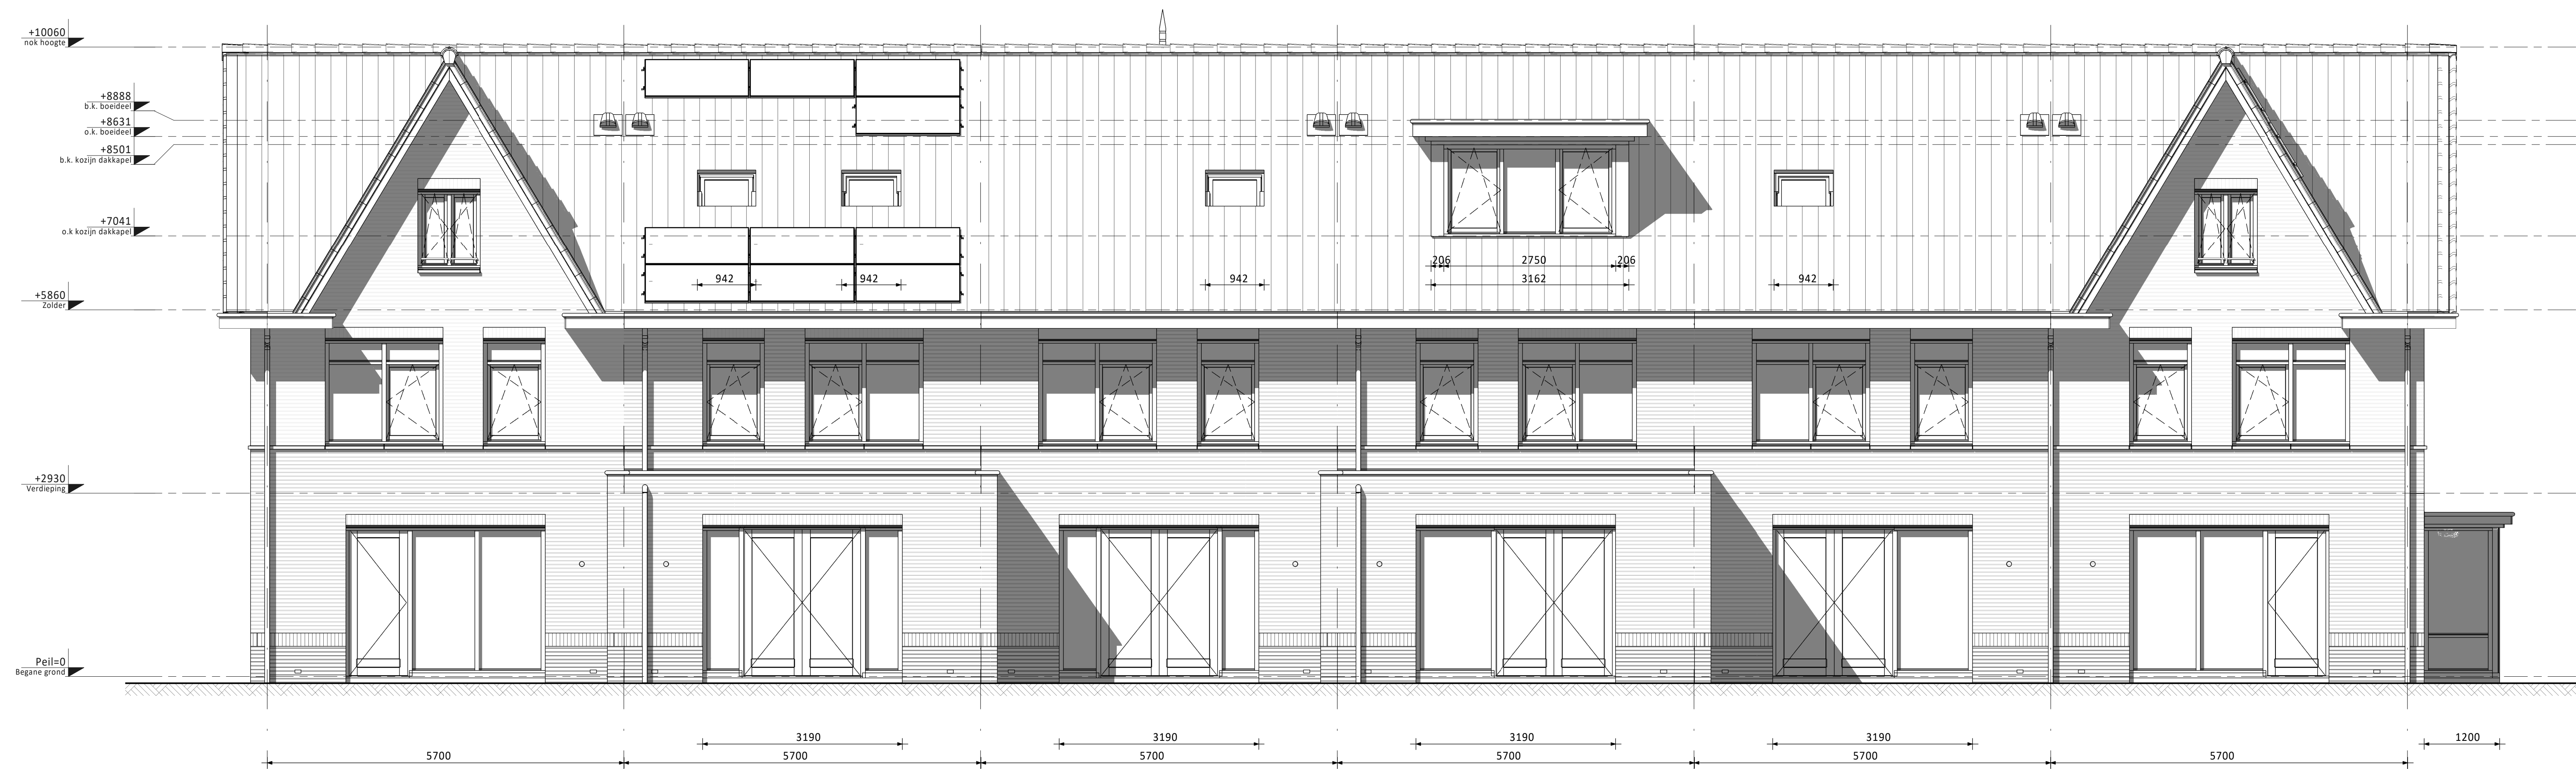 +10060
nok hoogte
+8888
b.k. boeideel
+8631
o.k. boeideel
+8501
b.k. kozijn dakkapel
+7041
o.k kozijn dakkapel
206 2750 206
942 942 942 3162 942
+5860
Zolder
+2930
Verdieping
Peil=0
Begane grond
3190 3190 3190 3190 1200
5700 5700 5700 5700 5700 5700